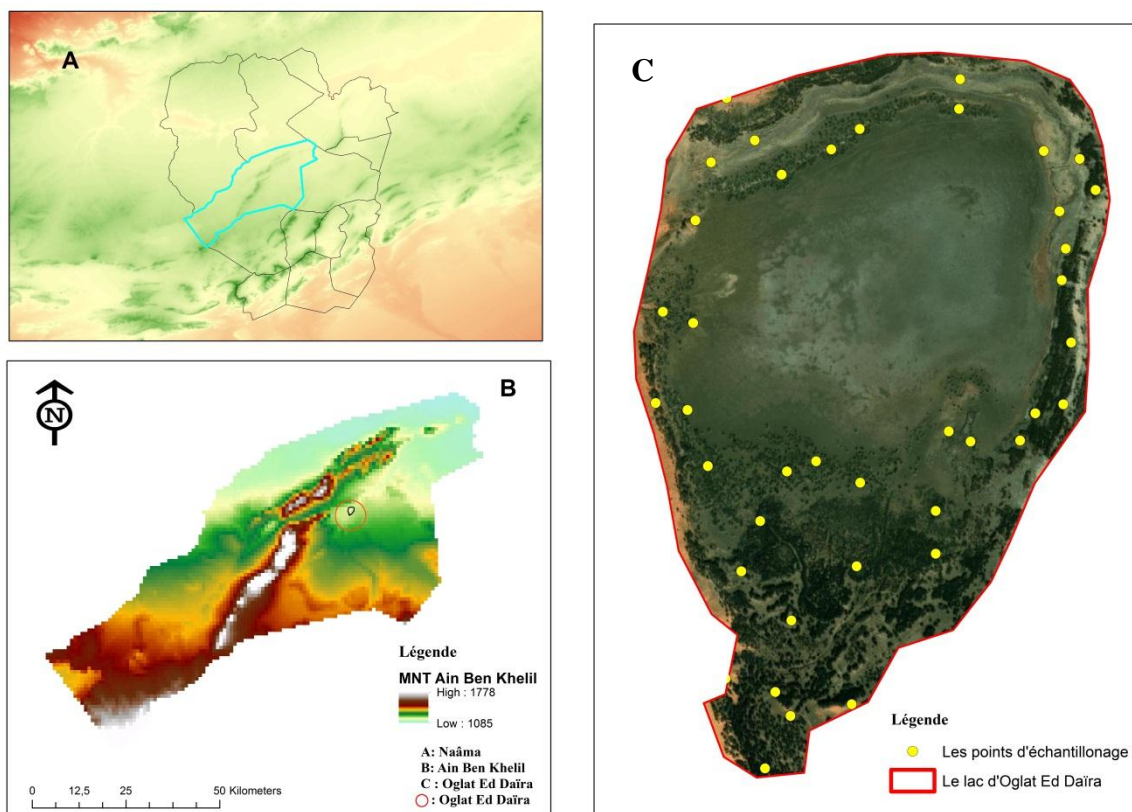 A
C
B
N
Légende
MNT Ain Ben Khelil
High : 1778
Low : 1085
A: Naâma
B: Ain Ben Khelil
C : Oglat Ed Daïra
: Oglat Ed Daïra
0 12,5 25 50 Kilometers
Légende
Les points d'échantillonage
Le lac d'Oglat Ed Daïra